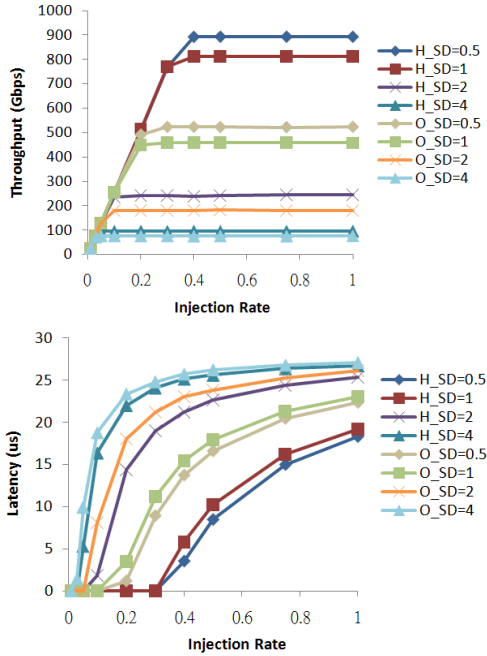 Throughput (Gbps)
1000
900
800
700
600
500
400
300
200
100
0
0 0.2 0.4 0.6 0.8 1
Injection Rate
H_SD=0.5
H_SD=1
H_SD=2
H_SD=4
O_SD=0.5
O_SD=1
O_SD=2
O_SD=4
Latency (us)
30
25
20
15
10
5
0
0 0.2 0.4 0.6 0.8 1
Injection Rate
H_SD=0.5
H_SD=1
H_SD=2
H_SD=4
O_SD=0.5
O_SD=1
O_SD=2
O_SD=4